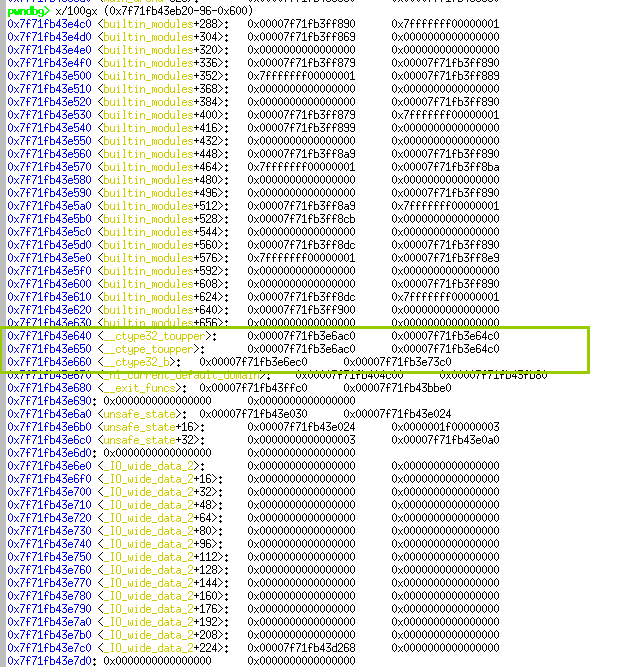 pwndbg> x/100gx (0x7f71fb43eb20-96-0x600)
0x7f71fb43e4c0 <builtin_modules+288>: 0x00007f71fb3ff890 0x7fffffff00000001
0x7f71fb43e4d0 <builtin_modules+304>: 0x00007f71fb3ff869 0x0000000000000000
0x7f71fb43e4e0 <builtin_modules+320>: 0x0000000000000000 0x0000000000000000
0x7f71fb43e4f0 <builtin_modules+336>: 0x00007f71fb3ff879 0x00007f71fb3ff890
0x7f71fb43e500 <builtin_modules+352>: 0x7fffffff00000001 0x00007f71fb3ff889
0x7f71fb43e510 <builtin_modules+368>: 0x0000000000000000 0x0000000000000000
0x7f71fb43e520 <builtin_modules+384>: 0x0000000000000000 0x00007f71fb3ff890
0x7f71fb43e530 <builtin_modules+400>: 0x00007f71fb3ff879 0x7fffffff00000001
0x7f71fb43e540 <builtin_modules+416>: 0x00007f71fb3ff899 0x0000000000000000
0x7f71fb43e550 <builtin_modules+432>: 0x0000000000000000 0x0000000000000000
0x7f71fb43e560 <builtin_modules+448>: 0x00007f71fb3ff8a9 0x00007f71fb3ff890
0x7f71fb43e570 <builtin_modules+464>: 0x7fffffff00000001 0x00007f71fb3ff8ba
0x7f71fb43e580 <builtin_modules+480>: 0x0000000000000000 0x0000000000000000
0x7f71fb43e590 <builtin_modules+496>: 0x0000000000000000 0x00007f71fb3ff890
0x7f71fb43e5a0 <builtin_modules+512>: 0x00007f71fb3ff8a9 0x7fffffff00000001
0x7f71fb43e5b0 <builtin_modules+528>: 0x00007f71fb3ff8cb 0x0000000000000000
0x7f71fb43e5c0 <builtin_modules+544>: 0x0000000000000000 0x0000000000000000
0x7f71fb43e5d0 <builtin_modules+560>: 0x00007f71fb3ff8dc 0x00007f71fb3ff890
0x7f71fb43e5e0 <builtin_modules+576>: 0x7fffffff00000001 0x00007f71fb3ff8e9
0x7f71fb43e5f0 <builtin_modules+592>: 0x0000000000000000 0x0000000000000000
0x7f71fb43e600 <builtin_modules+608>: 0x0000000000000000 0x00007f71fb3ff890
0x7f71fb43e610 <builtin_modules+624>: 0x00007f71fb3ff8dc 0x7fffffff00000001
0x7f71fb43e620 <builtin_modules+640>: 0x00007f71fb3ff900 0x0000000000000000
0x7f71fb43e630 <builtin_modules+656>: 0x0000000000000000 0x0000000000000000
0x7f71fb43e640 <__ctype32_toupper>: 0x00007f71fb3e6ac0 0x00007f71fb3e64c0
0x7f71fb43e650 <__ctype_toupper>: 0x00007f71fb3e6ac0 0x00007f71fb3e64c0
0x7f71fb43e660 <__ctype32_b>: 0x00007f71fb3e6ec0 0x00007f71fb3e73c0
0x7f71fb43e670 <_nl_current_default_domain>: 0x00007f71fb404b00 0x00007f71fb43fb80
0x7f71fb43e680 <__exit_funcs>: 0x00007f71fb43ffc0 0x00007f71fb43bbe0
0x7f71fb43e690: 0x0000000000000000 0x0000000000000000
0x7f71fb43e6a0 <unsafe_state>: 0x00007f71fb43e030 0x00007f71fb43e024
0x7f71fb43e6b0 <unsafe_state+16>: 0x00007f71fb43e024 0x0000001f00000003
0x7f71fb43e6c0 <unsafe_state+32>: 0x0000000000000003 0x00007f71fb43e0a0
0x7f71fb43e6d0: 0x0000000000000000 0x0000000000000000
0x7f71fb43e6e0 <_IO_wide_data_2>: 0x0000000000000000 0x0000000000000000
0x7f71fb43e6f0 <_IO_wide_data_2+16>: 0x0000000000000000 0x0000000000000000
0x7f71fb43e700 <_IO_wide_data_2+32>: 0x0000000000000000 0x0000000000000000
0x7f71fb43e710 <_IO_wide_data_2+48>: 0x0000000000000000 0x0000000000000000
0x7f71fb43e720 <_IO_wide_data_2+64>: 0x0000000000000000 0x0000000000000000
0x7f71fb43e730 <_IO_wide_data_2+80>: 0x0000000000000000 0x0000000000000000
0x7f71fb43e740 <_IO_wide_data_2+96>: 0x0000000000000000 0x0000000000000000
0x7f71fb43e750 <_IO_wide_data_2+112>: 0x0000000000000000 0x0000000000000000
0x7f71fb43e760 <_IO_wide_data_2+128>: 0x0000000000000000 0x0000000000000000
0x7f71fb43e770 <_IO_wide_data_2+144>: 0x0000000000000000 0x0000000000000000
0x7f71fb43e780 <_IO_wide_data_2+160>: 0x0000000000000000 0x0000000000000000
0x7f71fb43e790 <_IO_wide_data_2+176>: 0x0000000000000000 0x0000000000000000
0x7f71fb43e7a0 <_IO_wide_data_2+192>: 0x0000000000000000 0x0000000000000000
0x7f71fb43e7b0 <_IO_wide_data_2+208>: 0x0000000000000000 0x0000000000000000
0x7f71fb43e7c0 <_IO_wide_data_2+224>: 0x00007f71fb43d268 0x0000000000000000
0x7f71fb43e7d0: 0x0000000000000000 0x0000000000000000